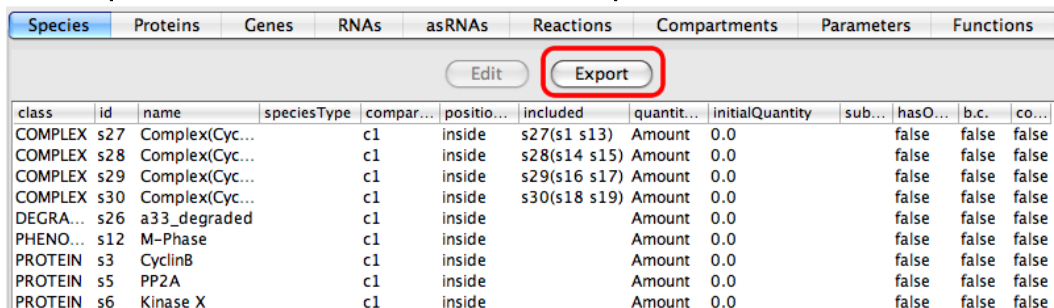 Species Proteins Genes RNAs asRNAs Reactions Compartments Parameters Functions
Edit Export
class id name speciesType compar... positio... included quantit... initialQuantity sub... hasO... b.c. co...
COMPLEX s27 Complex(Cyc... c1 inside s27(s1 s13) Amount 0.0 false false false
COMPLEX s28 Complex(Cyc... c1 inside s28(s14 s15) Amount 0.0 false false false
COMPLEX s29 Complex(Cyc... c1 inside s29(s16 s17) Amount 0.0 false false false
COMPLEX s30 Complex(Cyc... c1 inside s30(s18 s19) Amount 0.0 false false false
DEGRA... s26 a33_degraded c1 inside Amount 0.0 false false false
PHENO... s12 M-Phase c1 inside Amount 0.0 false false false
PROTEIN s3 CyclinB c1 inside Amount 0.0 false false false
PROTEIN s5 PP2A c1 inside Amount 0.0 false false false
PROTEIN s6 Kinase X c1 inside Amount 0.0 false false false